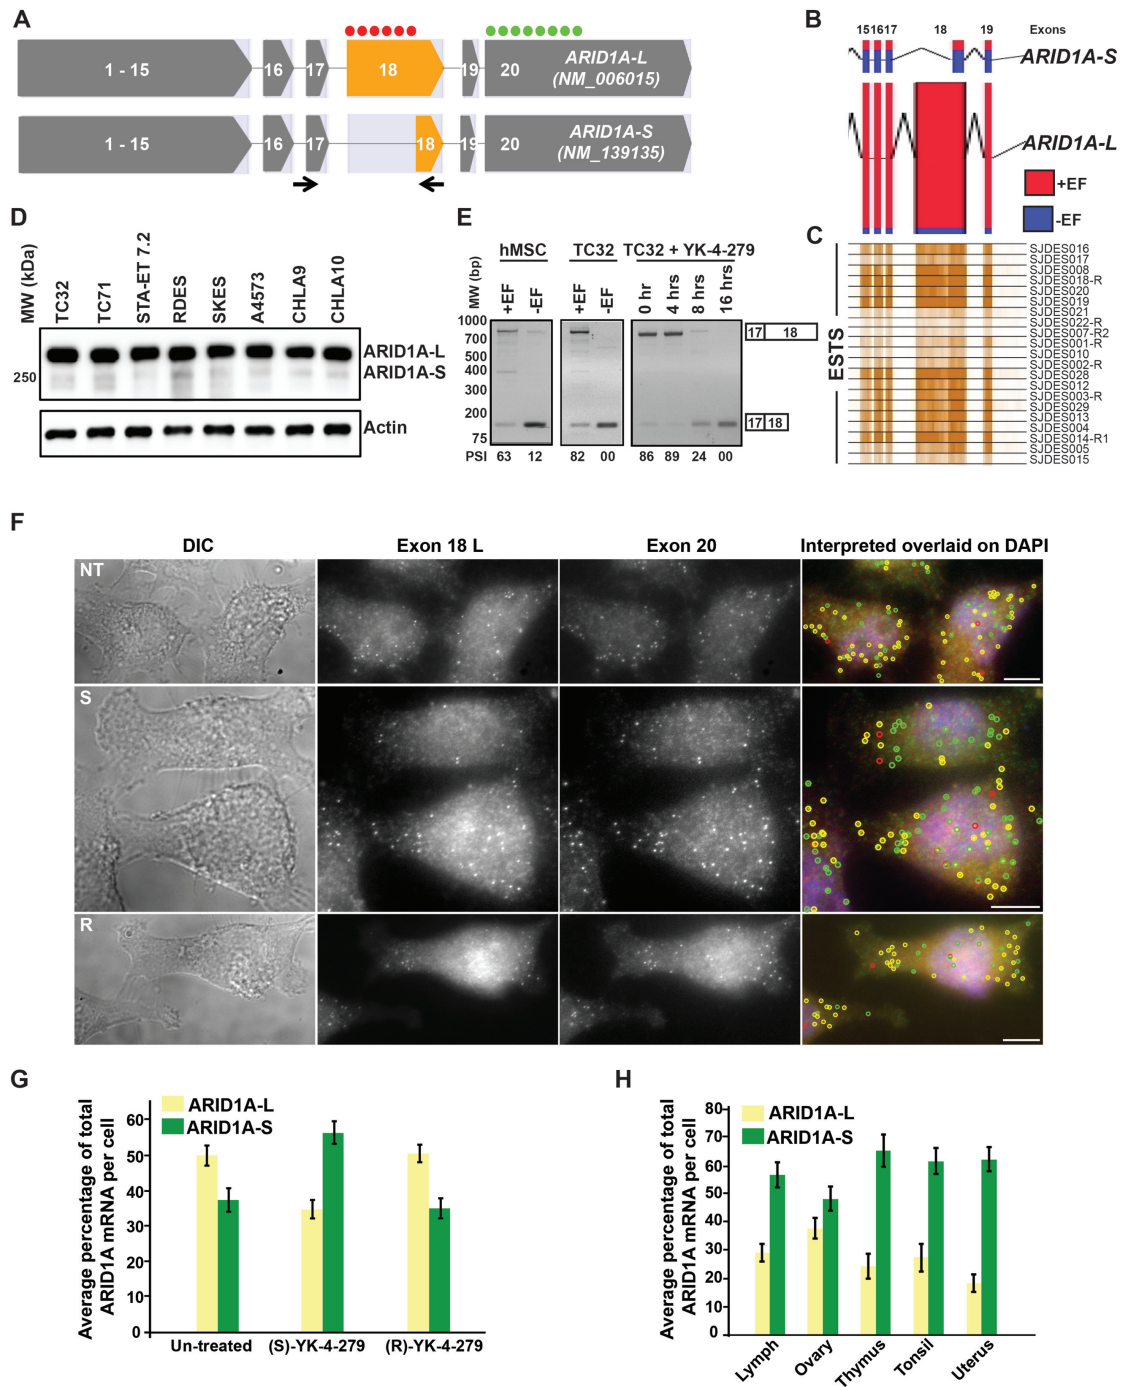 A
1 - 15
16
17
18
19
20
ARID1A-L
(NM_006015)
1 - 15
16
17
18
19
20
ARID1A-S
(NM_139135)
B
15 16 17 18 19 Exons
ARID1A-S
ARID1A-L
+EF
-EF
C
ESTS
SJDES016
SJDES017
SJDES008
SJDES018-R
SJDES020
SJDES019
SJDES021
SJDES022-R
SJDES007-R2
SJDES001-R
SJDES010
SJDES002-R
SJDES028
SJDES012
SJDES003-R
SJDES029
SJDES013
SJDES004
SJDES014-R1
SJDES005
SJDES015
D
MW (kDa)
TC32
TC71
STA-ET 7.2
RDES
SKES
A4573
CHLA9
CHLA10
250
ARID1A-L
ARID1A-S
Actin
E
MW (bp)
hMSC
TC32
TC32 + YK-4-279
+EF
-EF
+EF
-EF
0 hr
4 hrs
8 hrs
16 hrs
1000
700
500
400
300
200
75
17 18
17 18
PSI 63 12 82 00 86 89 24 00
F
DIC
Exon 18 L
Exon 20
Interpreted overlaid on DAPI
NT
S
R
G
Average percentage of total
ARID1A mRNA per cell
ARID1A-L
ARID1A-S
60
50
40
30
20
10
0
Un-treated
(S)-YK-4-279
(R)-YK-4-279
H
Average percentage of total
ARID1A mRNA per cell
ARID1A-L
ARID1A-S
80
70
60
50
40
30
20
10
0
Lymph
Ovary
Thymus
Tonsil
Uterus